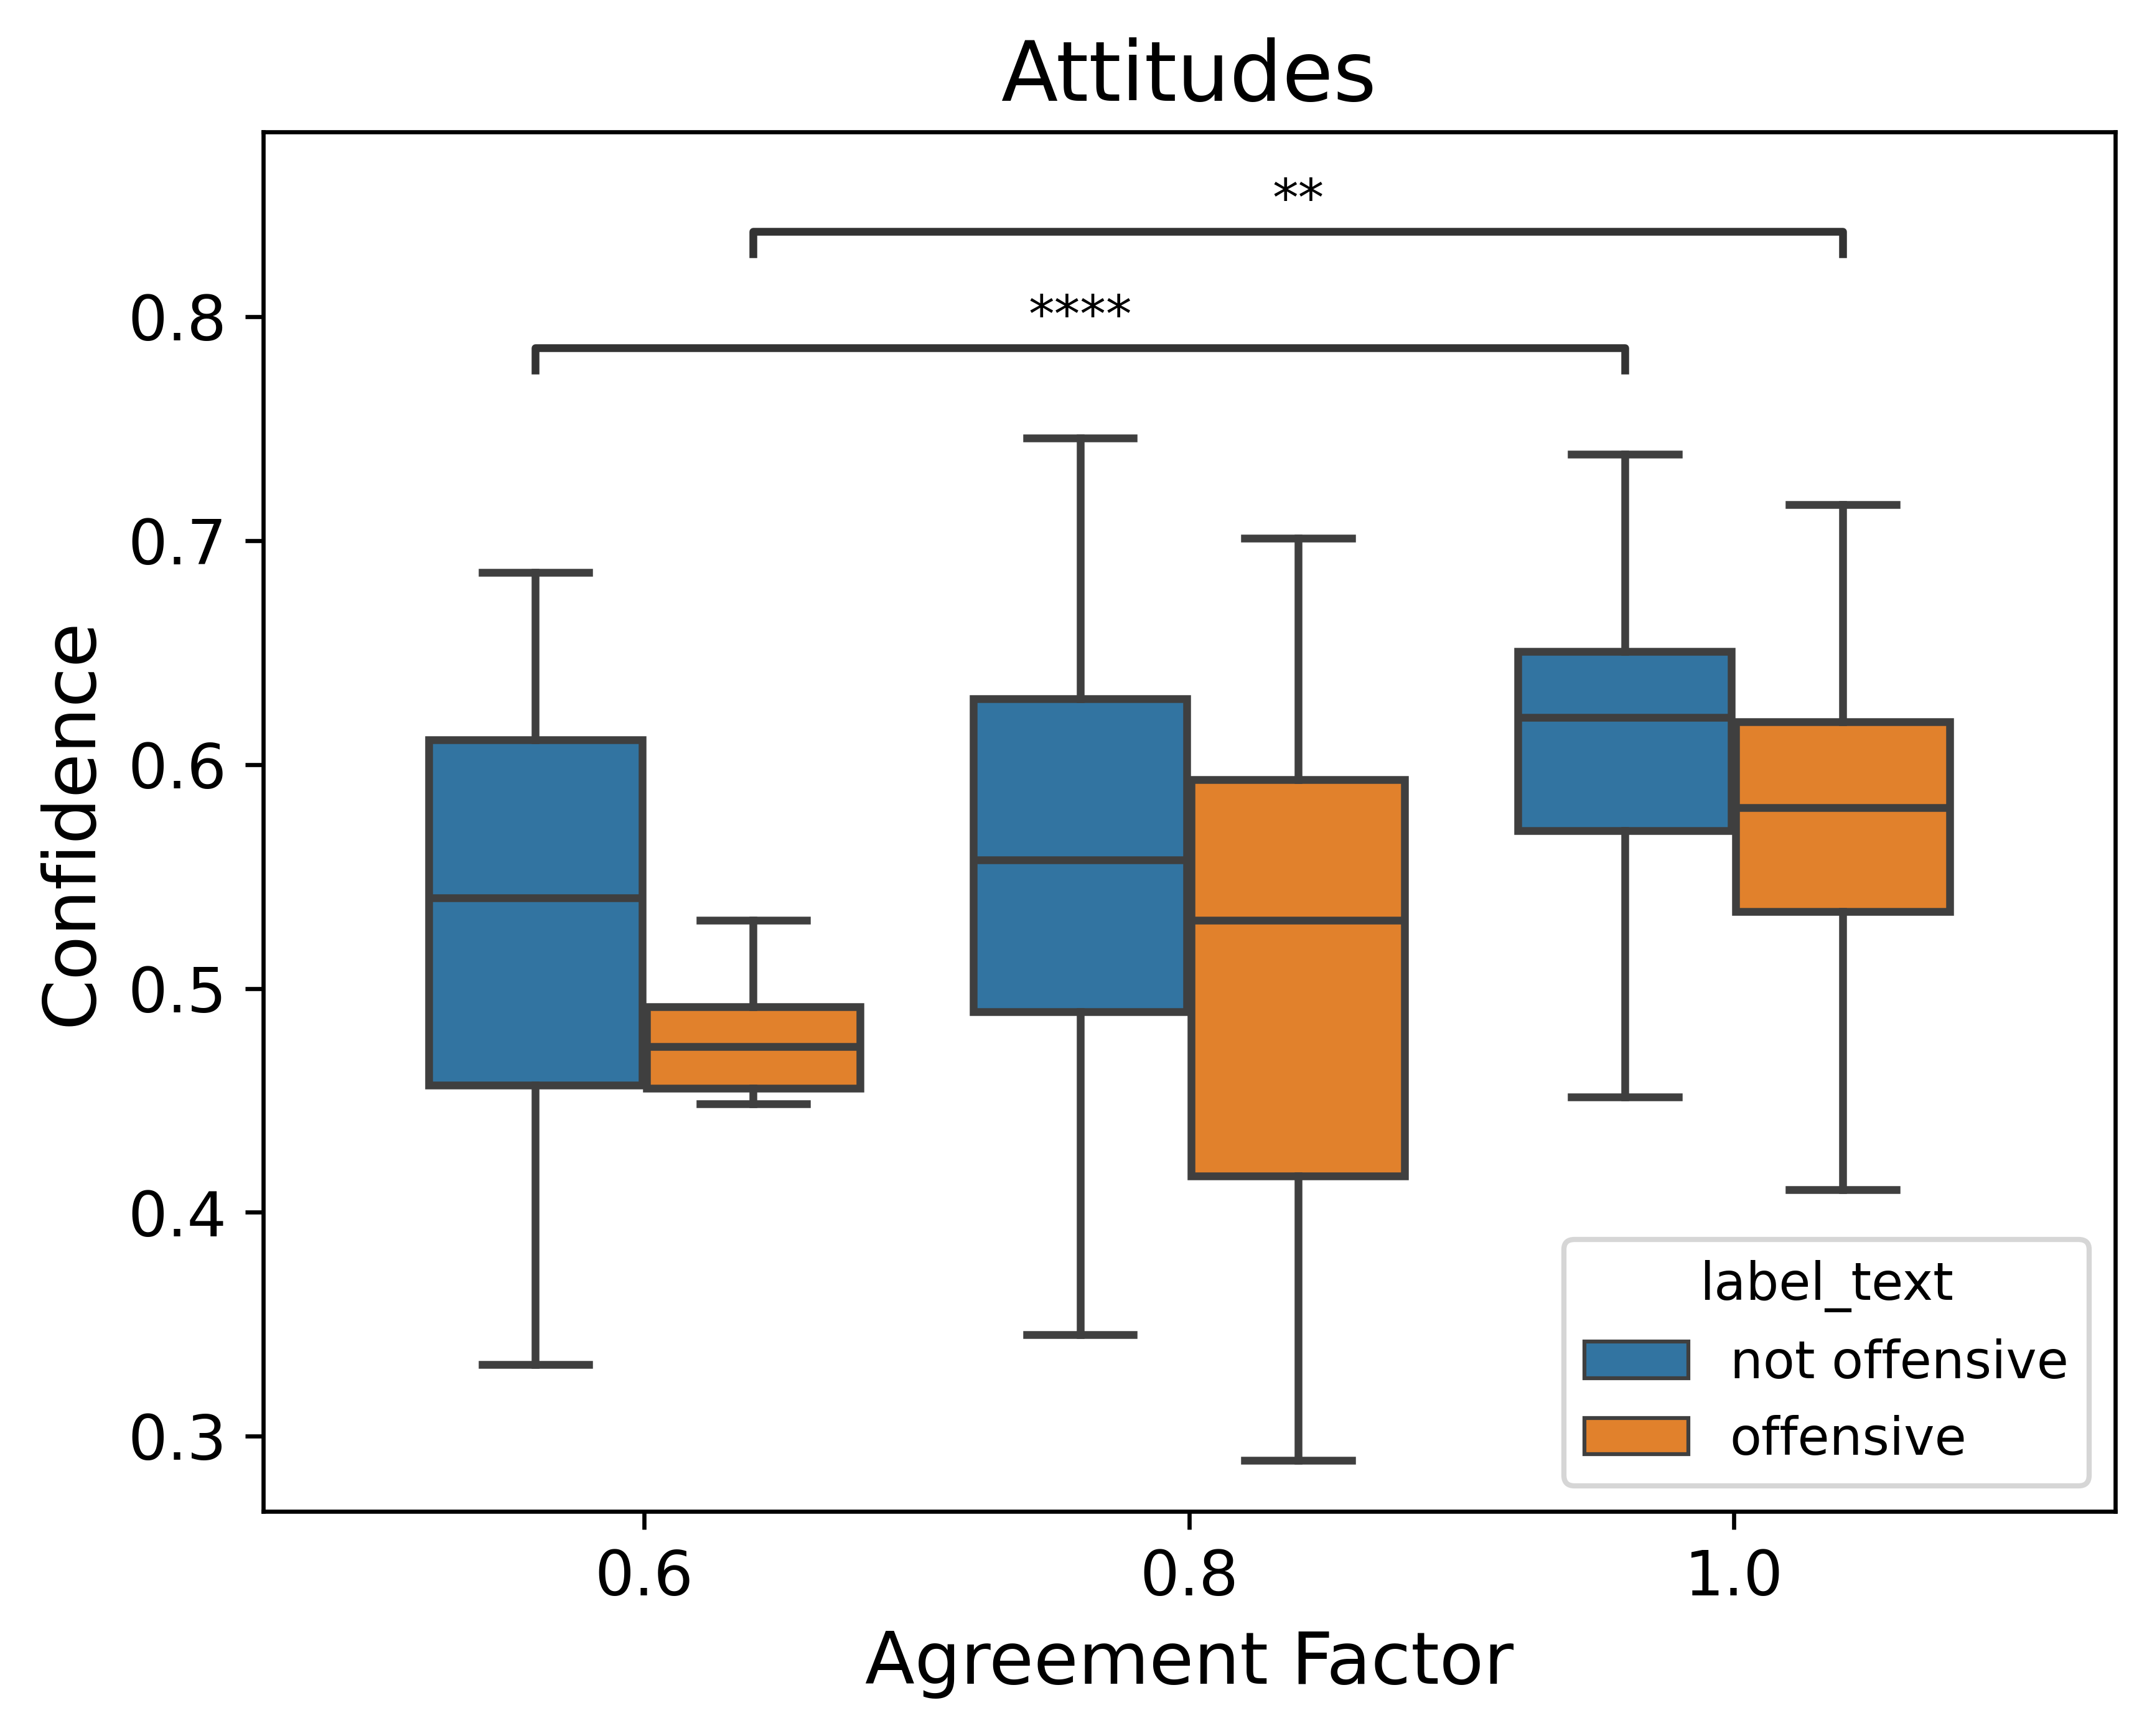 Attitudes
**
****
0.8
0.7
0.6
0.5
0.4
0.3
Confidence
label_text
not offensive
offensive
0.6 0.8 1.0
Agreement Factor